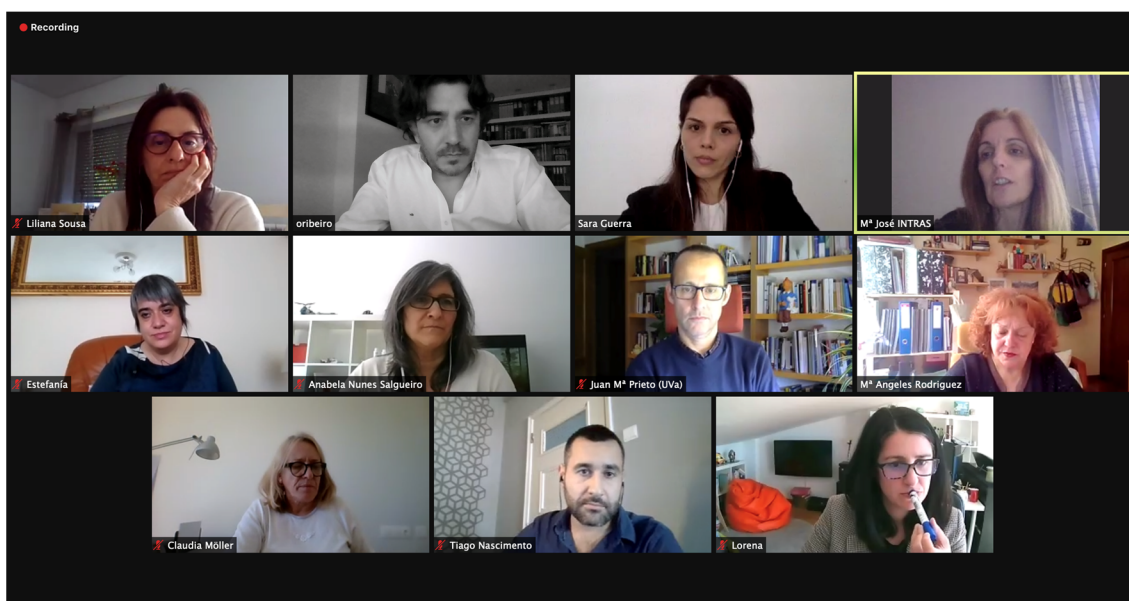 Recording
Liliana Sousa
oribeiro
Sara Guerra
Mª José INTRAS
Estefanía
Anabela Nunes Salgueiro
Juan Mª Prieto (UVa)
Mª Angeles Rodriguez
Claudia Möller
Tiago Nascimento
Lorena